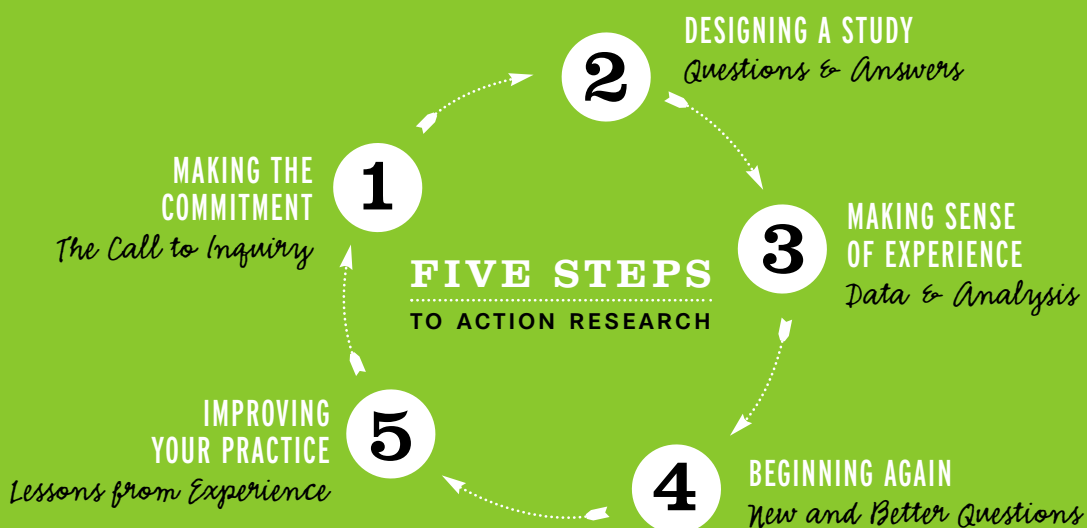 FIVE STEPS
TO ACTION RESEARCH
1
MAKING THE
COMMITMENT
The Call to Inquiry
2
DESIGNING A STUDY
Questions & Answers
3
MAKING SENSE
OF EXPERIENCE
Data & Analysis
4
BEGINNING AGAIN
New and Better Questions
5
IMPROVING
YOUR PRACTICE
Lessons from Experience